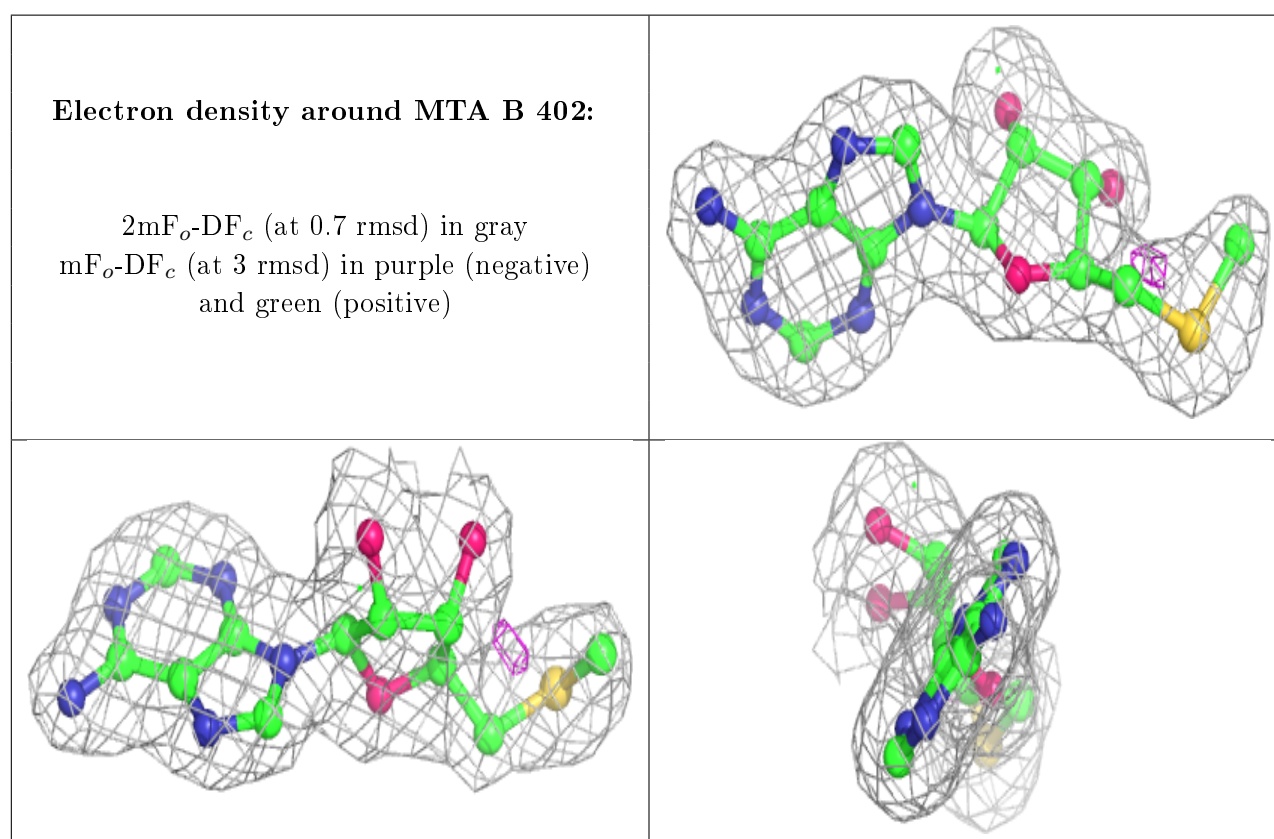 Electron density around MTA B 402:
2mFₒ-DF𝒸 (at 0.7 rmsd) in gray
mFₒ-DF𝒸 (at 3 rmsd) in purple (negative)
and green (positive)